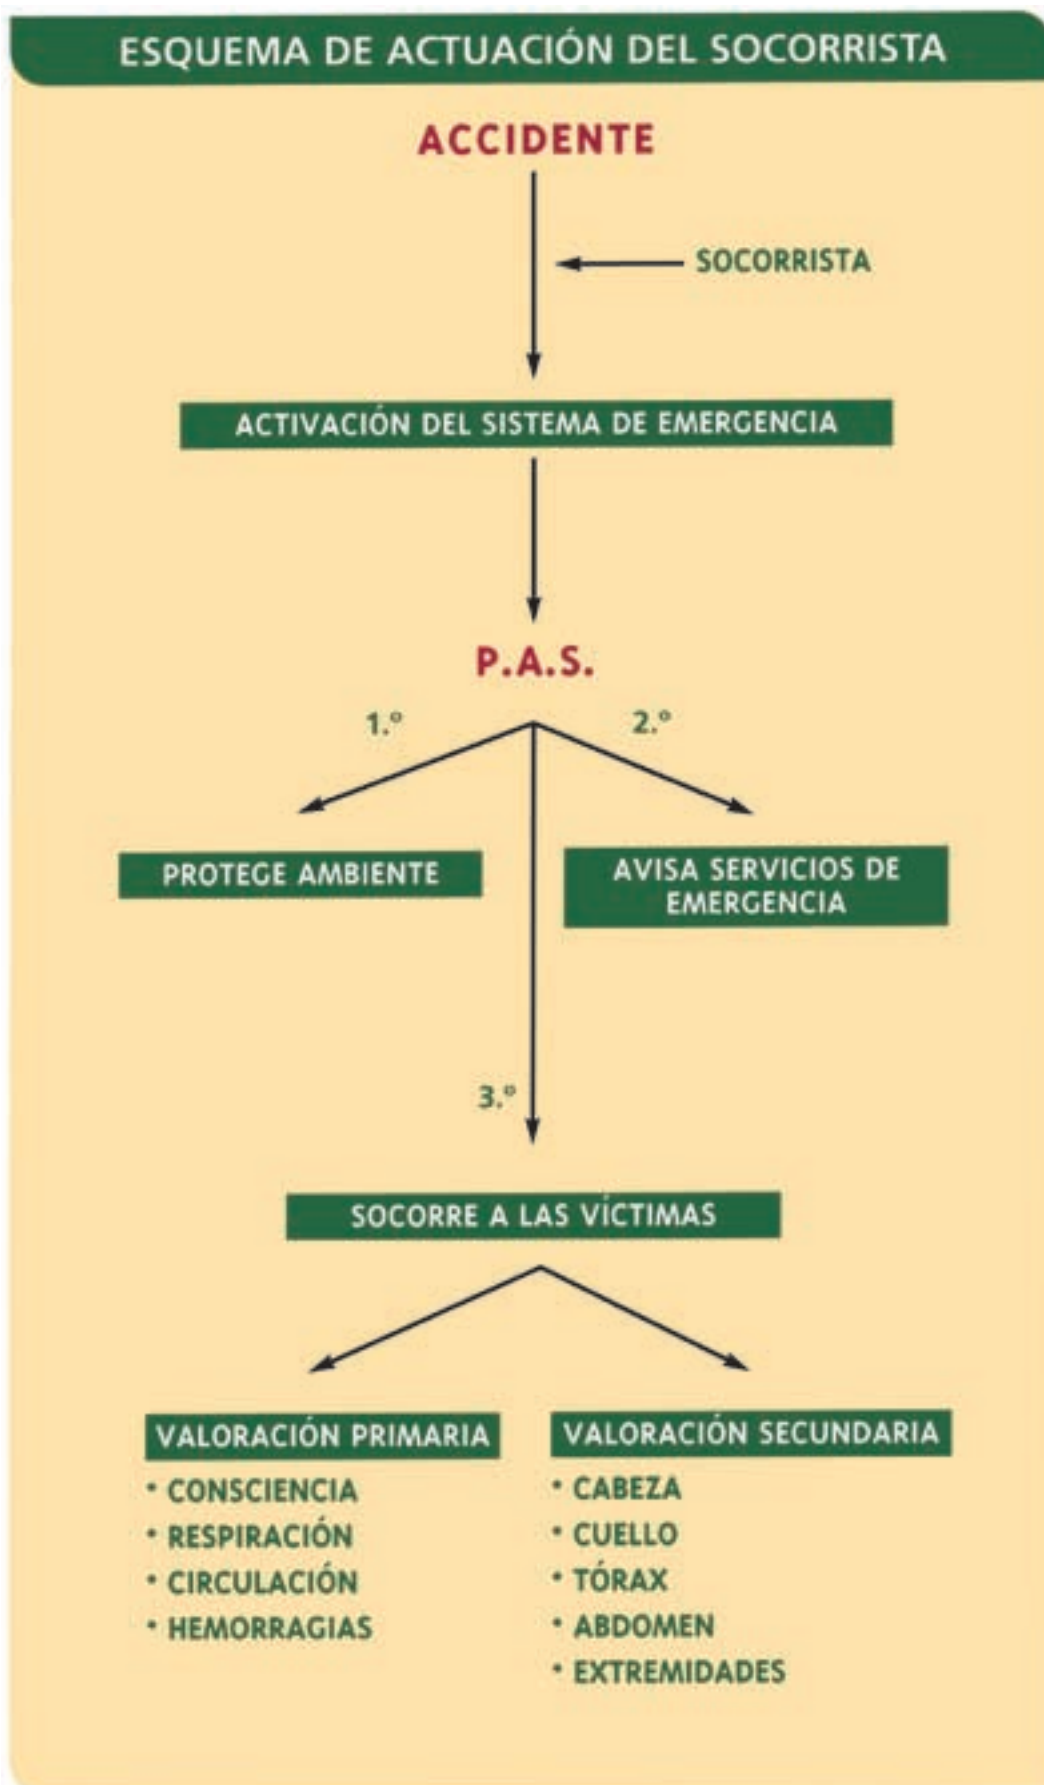 ESQUEMA DE ACTUACIÓN DEL SOCORRISTA
ACCIDENTE
SOCORRISTA
ACTIVACIÓN DEL SISTEMA DE EMERGENCIA
P.A.S.
1.º
2.º
PROTEGE AMBIENTE
AVISA SERVICIOS DE
EMERGENCIA
3.º
SOCORRE A LAS VÍCTIMAS
VALORACIÓN PRIMARIA
• CONSCIENCIA
• RESPIRACIÓN
• CIRCULACIÓN
• HEMORRAGIAS
VALORACIÓN SECUNDARIA
• CABEZA
• CUELLO
• TÓRAX
• ABDOMEN
• EXTREMIDADES